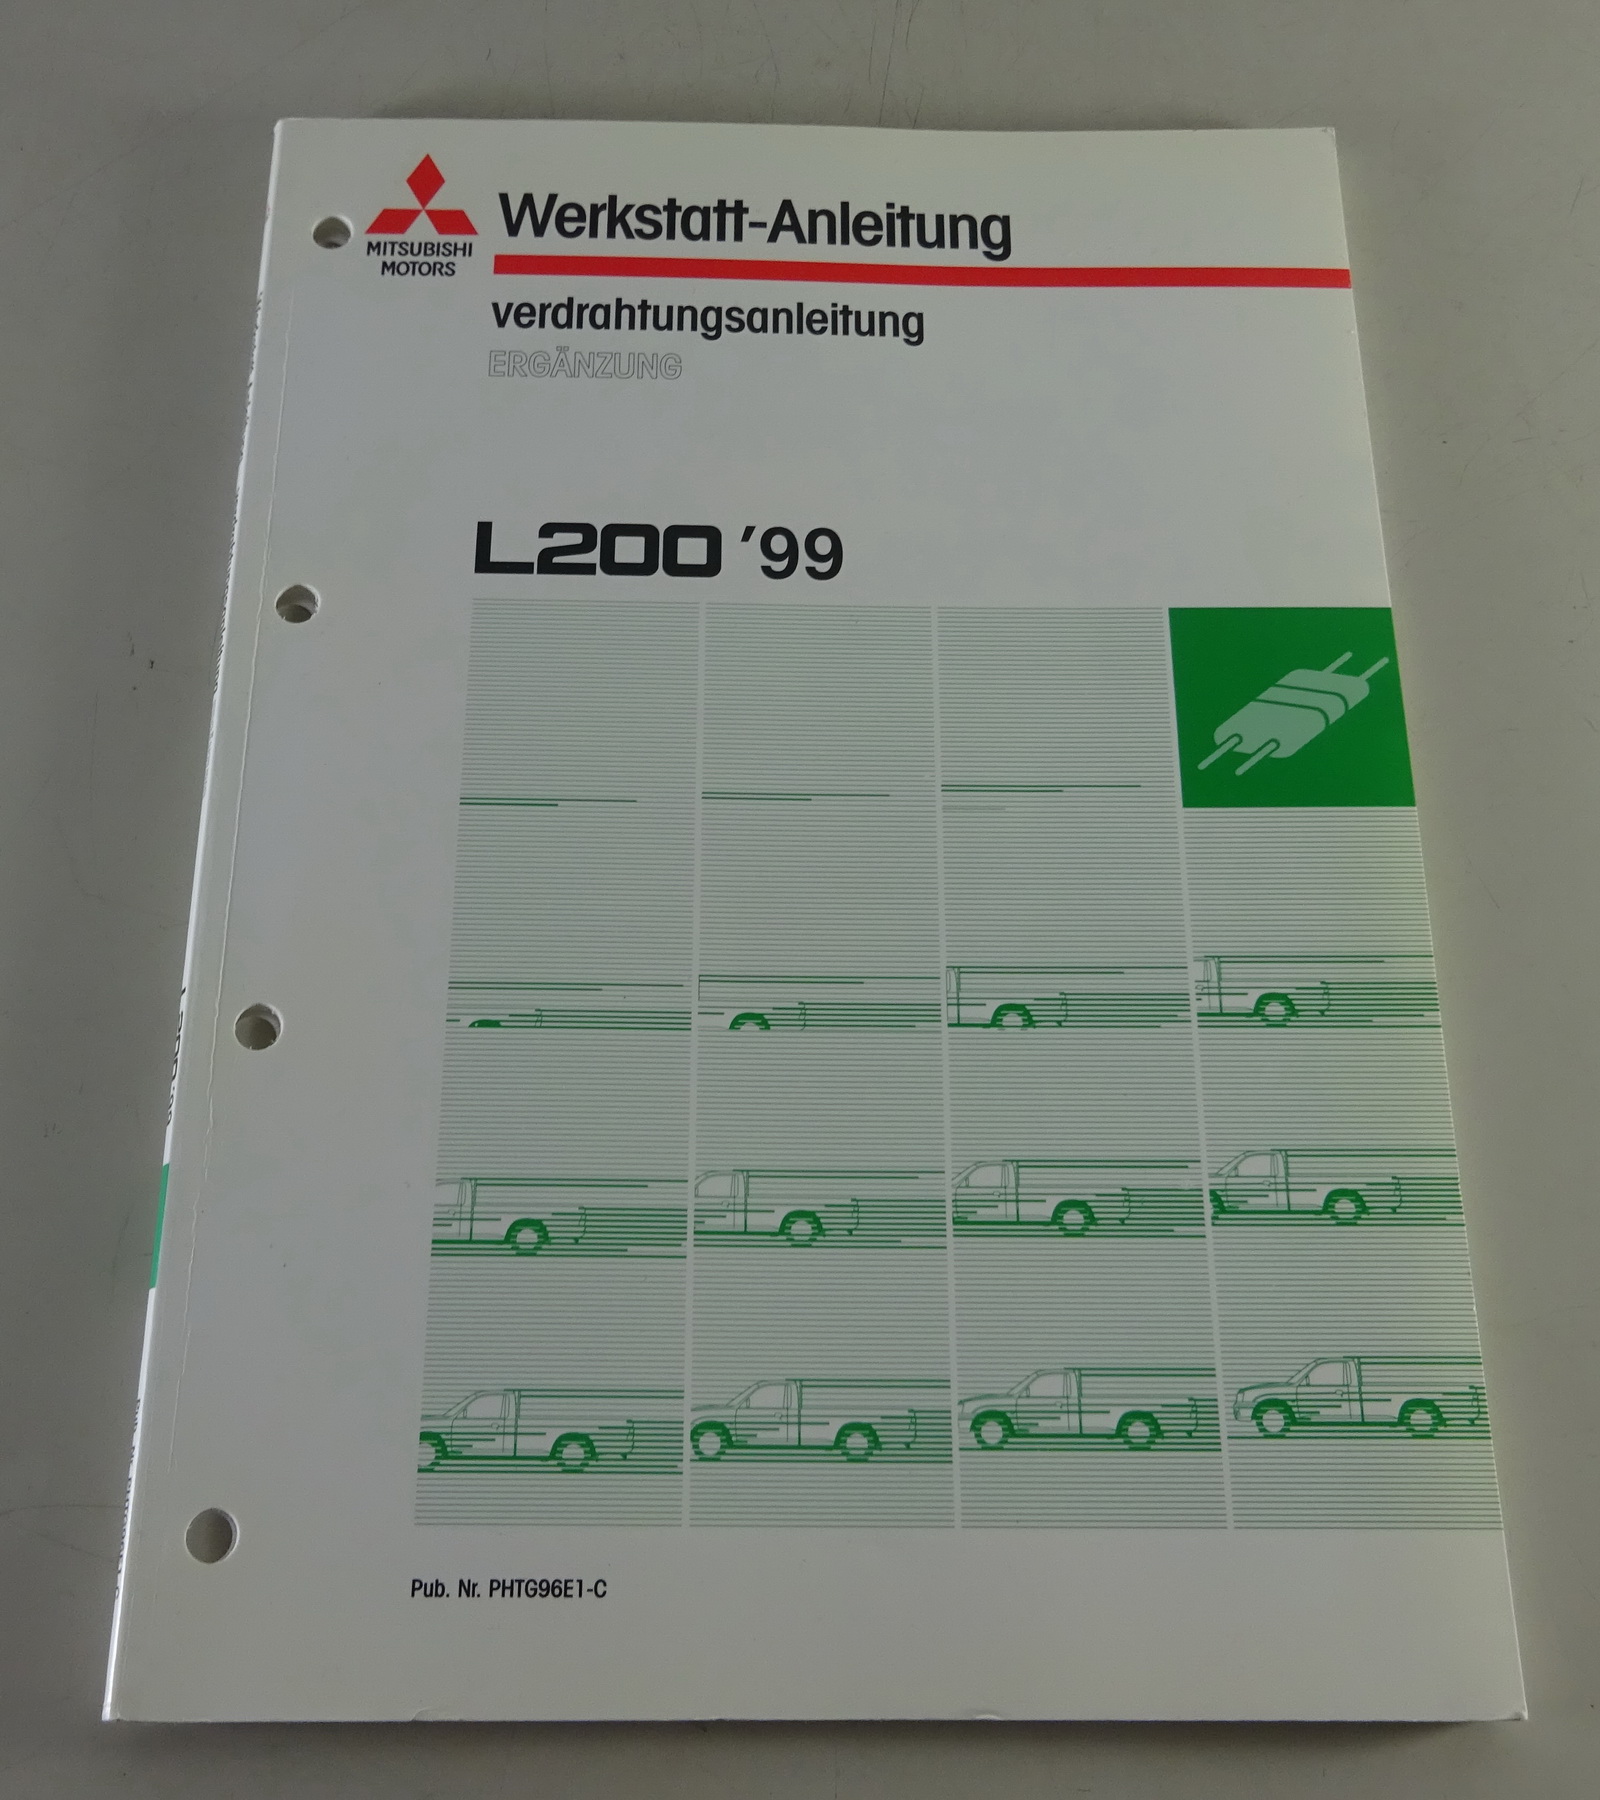 MITSUBISHI
MOTORS
Werkstatt-Anleitung
verdrahtungsanleitung
ERGÄNZUNG
L200 '99
Pub. Nr. PHTG96E1-C